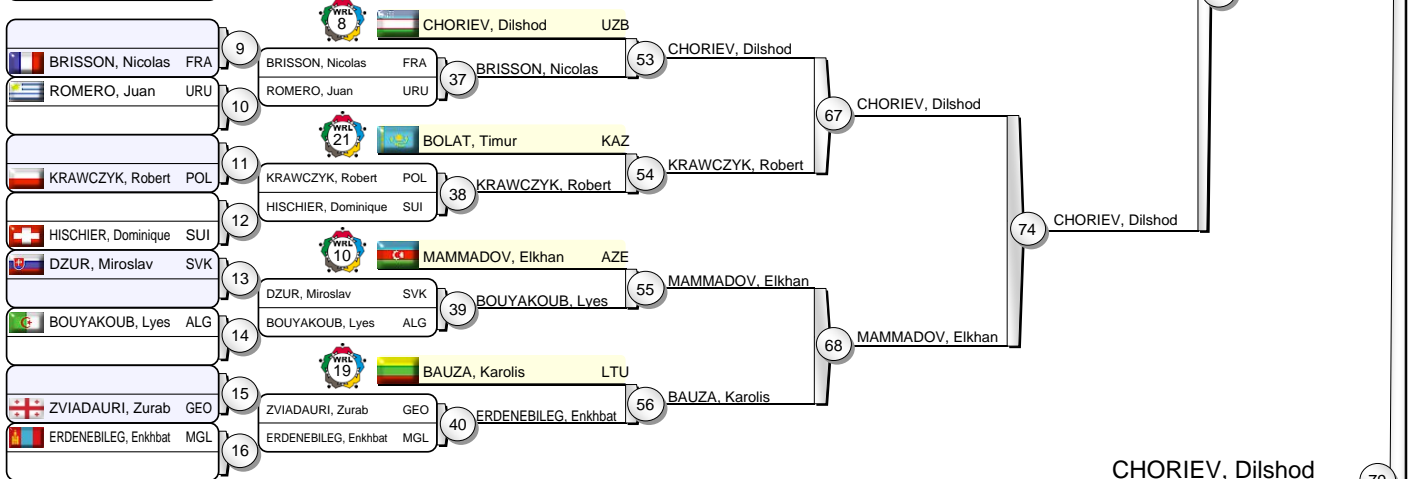 WRL
8
CHORIEV, Dilshod UZB
9
BRISSON, Nicolas FRA
BRISSON, Nicolas FRA
37
BRISSON, Nicolas
53
CHORIEV, Dilshod
ROMERO, Juan URU
ROMERO, Juan URU
10
67
CHORIEV, Dilshod
WRL
21
BOLAT, Timur KAZ
11
KRAWCZYK, Robert POL
KRAWCZYK, Robert POL
38
KRAWCZYK, Robert
54
KRAWCZYK, Robert
HISCHIER, Dominique SUI
12
HISCHIER, Dominique SUI
74
CHORIEV, Dilshod
WRL
10
MAMMADOV, Elkhan AZE
DZUR, Miroslav SVK
13
DZUR, Miroslav SVK
39
BOUYAKOUB, Lyes
55
MAMMADOV, Elkhan
BOUYAKOUB, Lyes ALG
BOUYAKOUB, Lyes ALG
14
68
MAMMADOV, Elkhan
WRL
19
BAUZA, Karolis LTU
15
ZVIADAURI, Zurab GEO
ZVIADAURI, Zurab GEO
40
ERDENEBILEG, Enkhbat
56
BAUZA, Karolis
ERDENEBILEG, Enkhbat MGL
ERDENEBILEG, Enkhbat MGL
16
CHORIEV, Dilshod